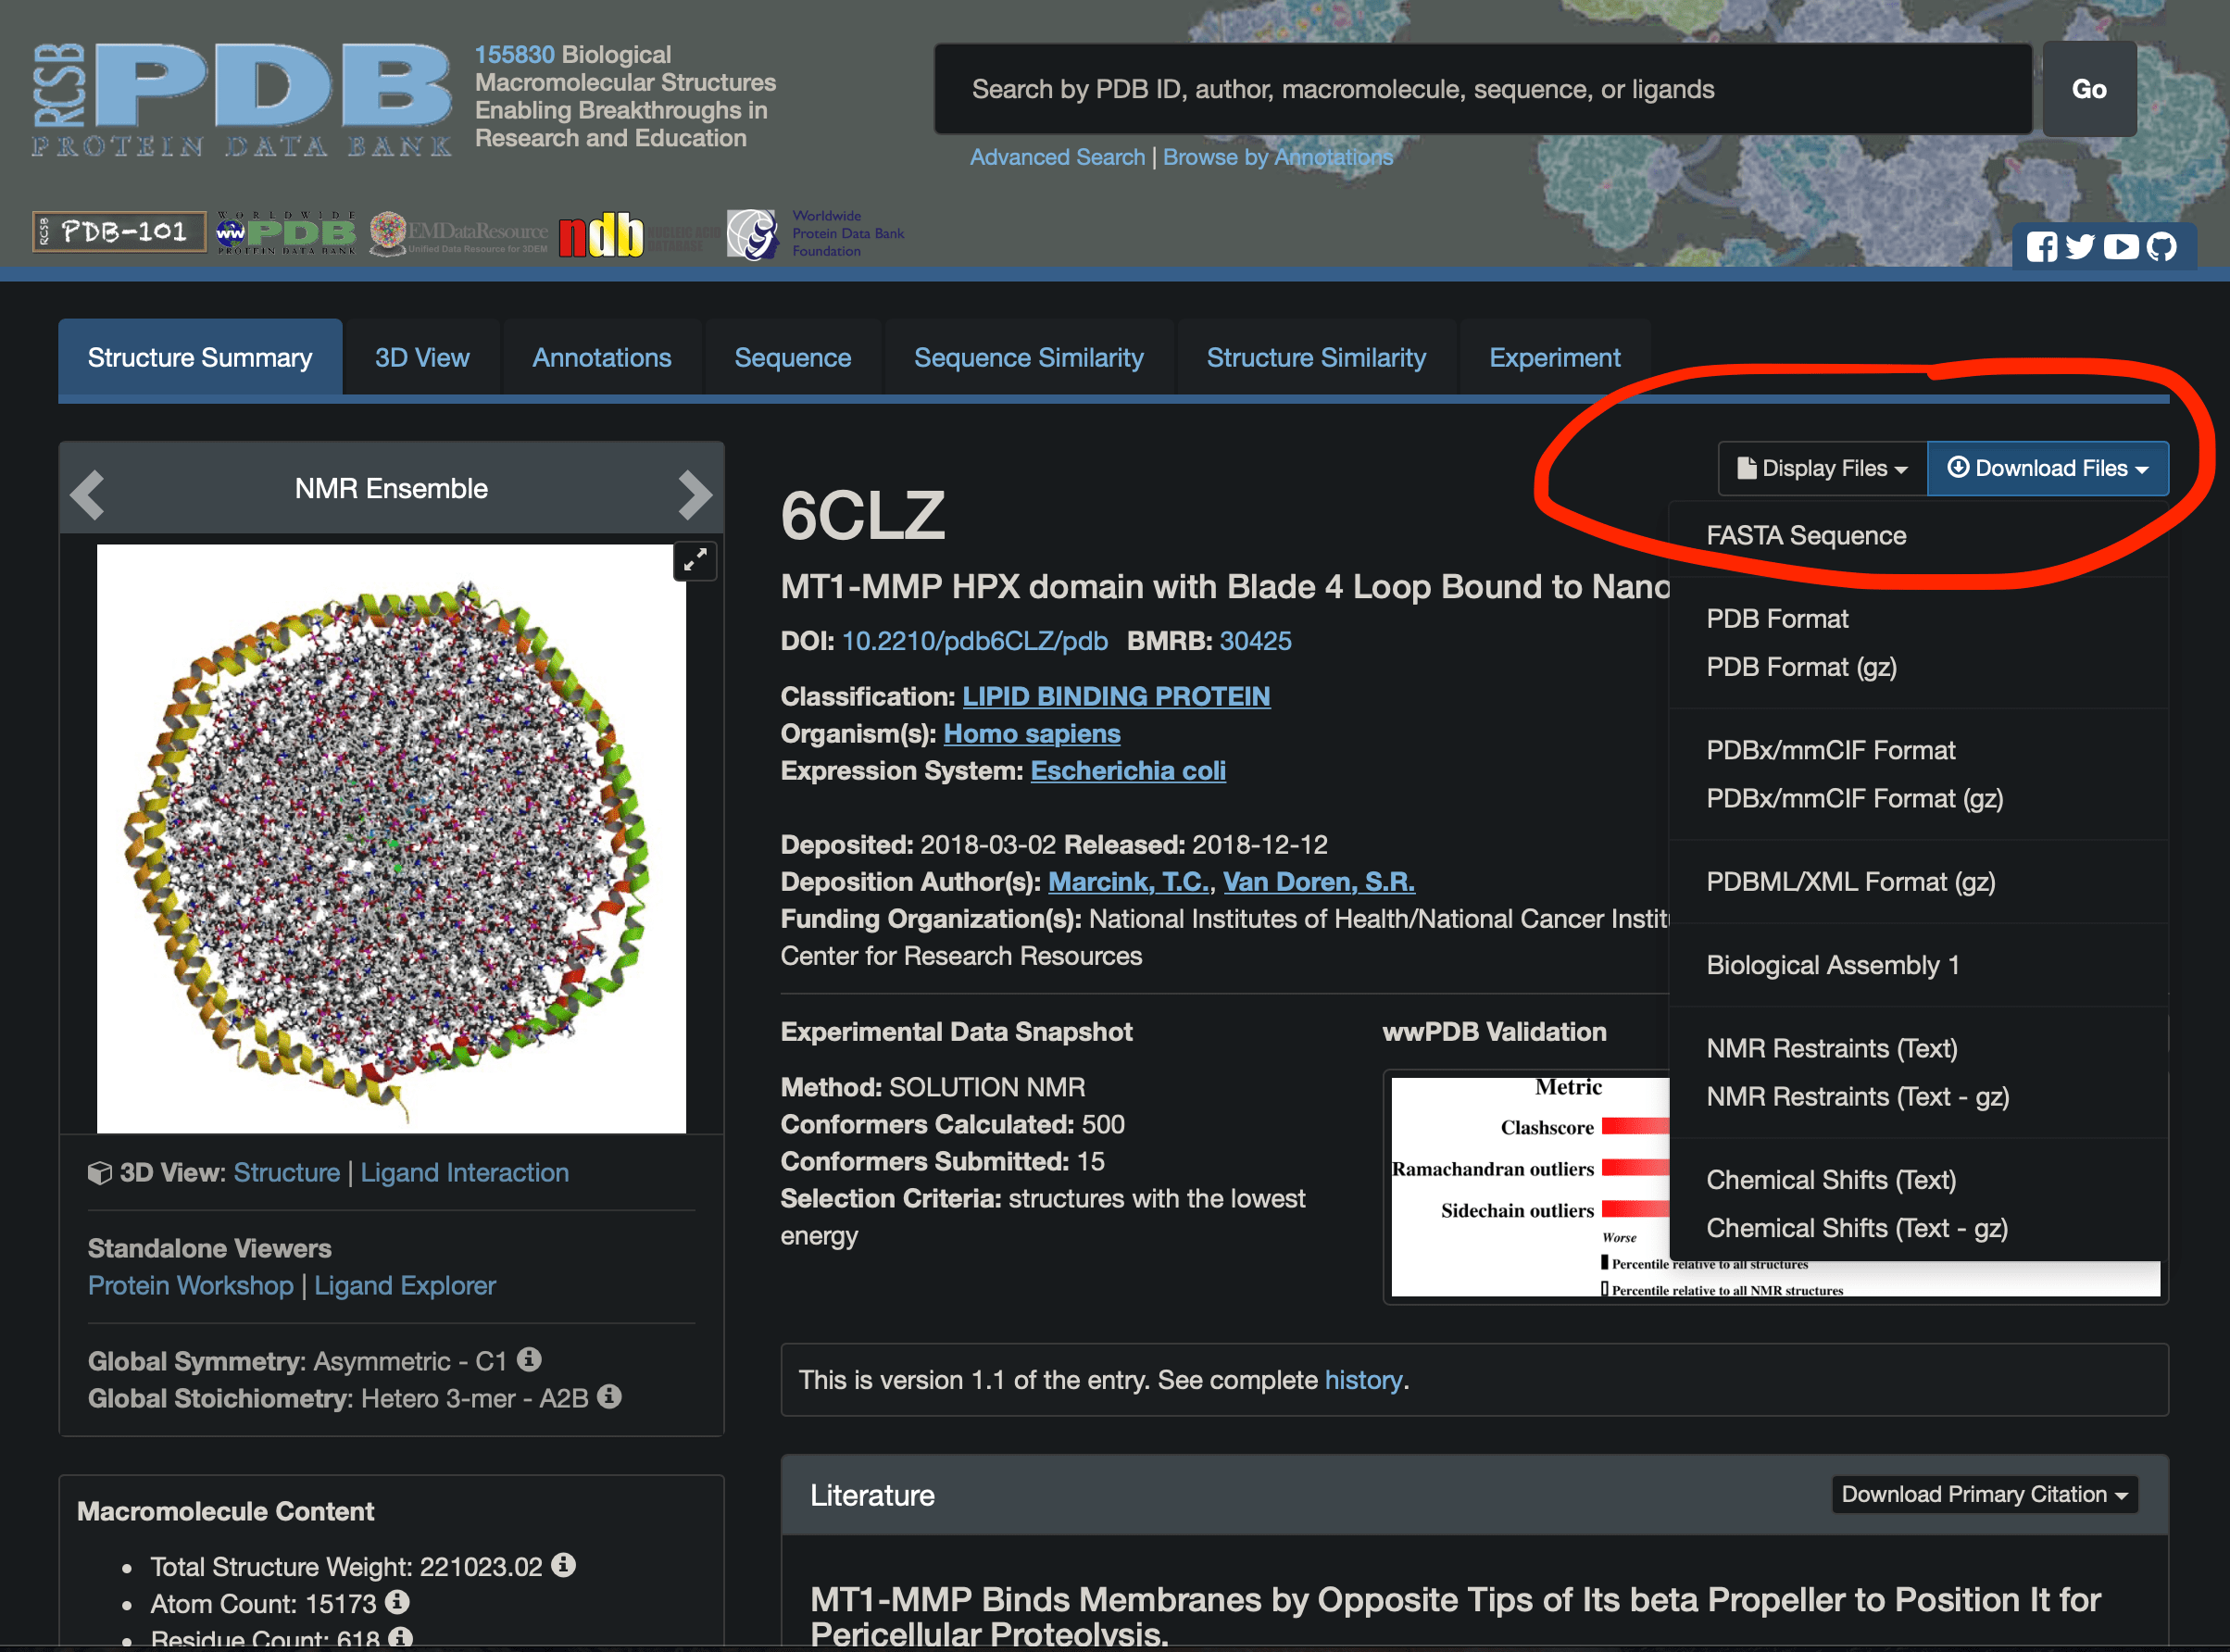 RCSB
PDB
PROTEIN DATA BANK
155830 Biological
Macromolecular Structures
Enabling Breakthroughs in
Research and Education
Search by PDB ID, author, macromolecule, sequence, or ligands
Go
Advanced Search | Browse by Annotations
RCSB PDB-101
WORLDWIDE
ww PDB
PROTEIN DATA BANK
EMDataResource
Unified Data Resource for 3DEM
ndb
NUCLEIC ACID
DATABASE
Worldwide
Protein Data Bank
Foundation
Structure Summary
3D View
Annotations
Sequence
Sequence Similarity
Structure Similarity
Experiment
NMR Ensemble
3D View: Structure | Ligand Interaction
Standalone Viewers
Protein Workshop | Ligand Explorer
Global Symmetry: Asymmetric - C1
Global Stoichiometry: Hetero 3-mer - A2B
Macromolecule Content
• Total Structure Weight: 221023.02
• Atom Count: 15173
• Residue Count: 618
Display Files
Download Files
6CLZ
MT1-MMP HPX domain with Blade 4 Loop Bound to Nano
DOI: 10.2210/pdb6CLZ/pdb BMRB: 30425
Classification: LIPID BINDING PROTEIN
Organism(s): Homo sapiens
Expression System: Escherichia coli
Deposited: 2018-03-02 Released: 2018-12-12
Deposition Author(s): Marcink, T.C., Van Doren, S.R.
Funding Organization(s): National Institutes of Health/National Cancer Instit
Center for Research Resources
FASTA Sequence
PDB Format
PDB Format (gz)
PDBx/mmCIF Format
PDBx/mmCIF Format (gz)
PDBML/XML Format (gz)
Biological Assembly 1
NMR Restraints (Text)
NMR Restraints (Text - gz)
Chemical Shifts (Text)
Chemical Shifts (Text - gz)
Experimental Data Snapshot
Method: SOLUTION NMR
Conformers Calculated: 500
Conformers Submitted: 15
Selection Criteria: structures with the lowest
energy
wwPDB Validation
Metric
Clashscore
Ramachandran outliers
Sidechain outliers
Worse
Percentile relative to all structures
Percentile relative to all NMR structures
This is version 1.1 of the entry. See complete history.
Literature
Download Primary Citation
MT1-MMP Binds Membranes by Opposite Tips of Its beta Propeller to Position It for
Pericellular Proteolysis.